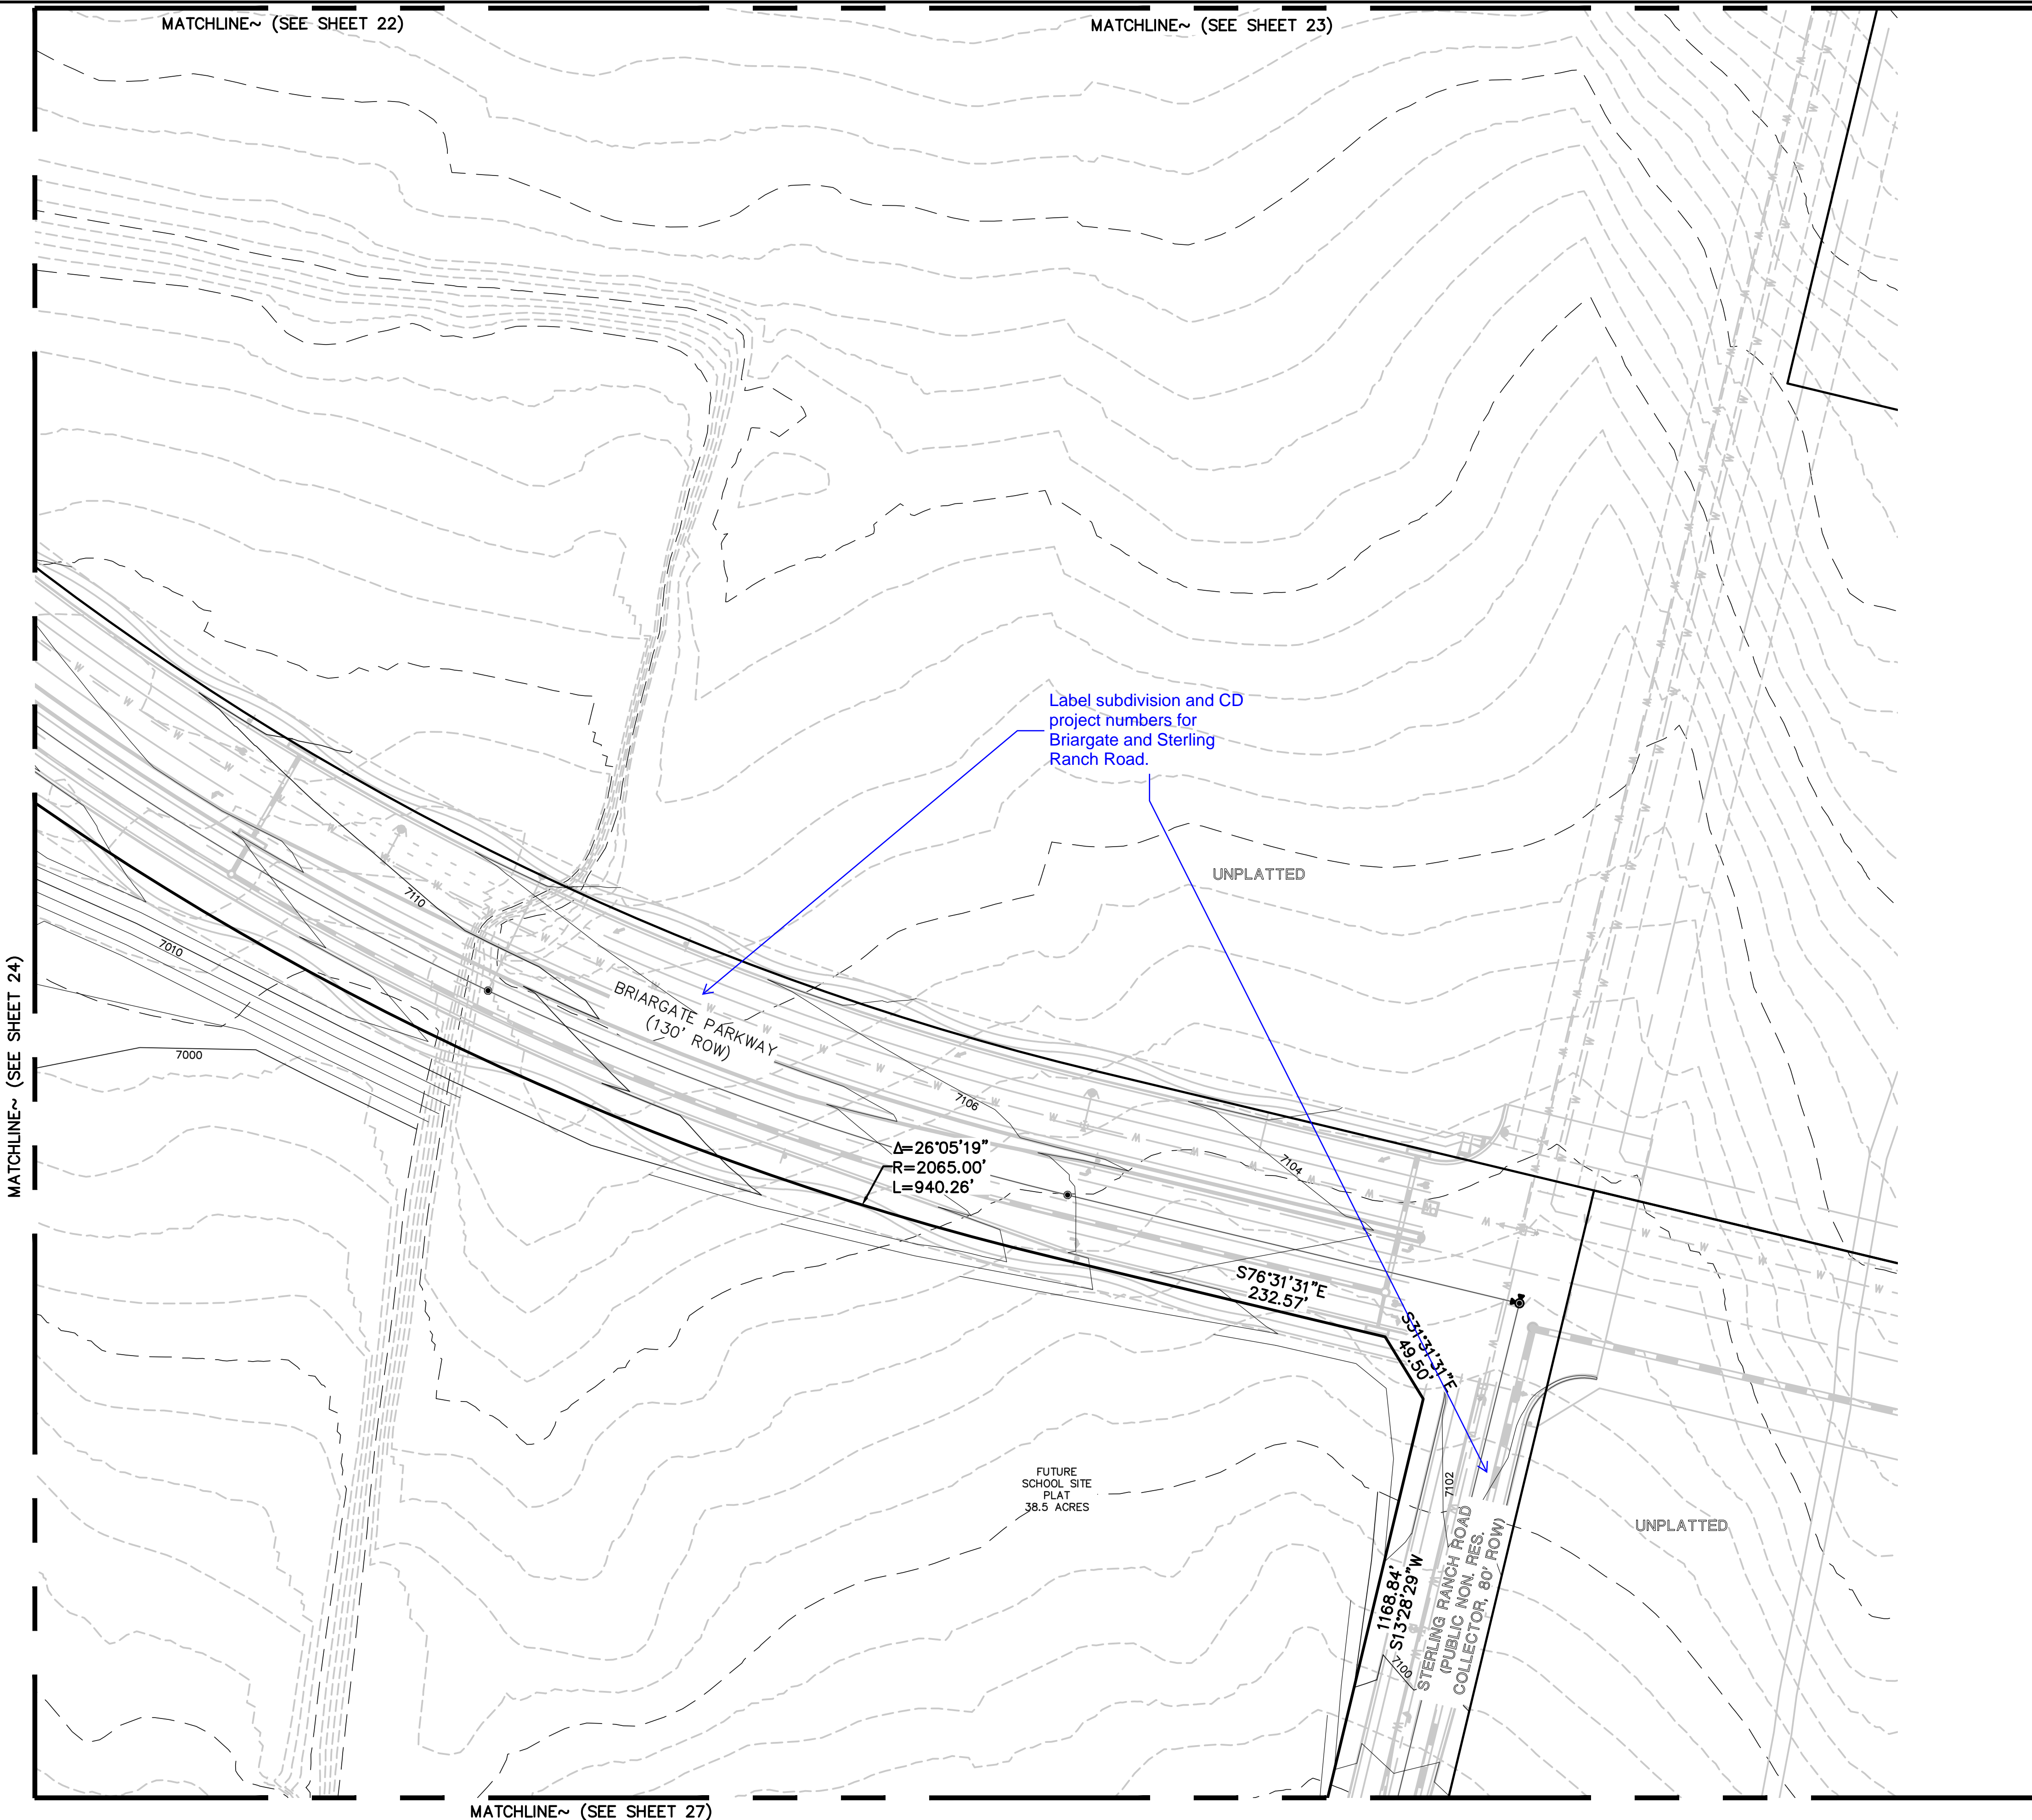 MATCHLINE~ (SEE SHEET 22)
MATCHLINE~ (SEE SHEET 23)
Label subdivision and CD
project numbers for
Briargate and Sterling
Ranch Road.
UNPLATTED
7110
7010
7000
MATCHLINE~ (SEE SHEET 24)
BRIARGATE PARKWAY
(130' ROW)
7106
7104
Δ=26°05'19"
R=2065.00'
L=940.26'
S76°31'31"E
232.57'
S31°31'31"E
49.50'
FUTURE
SCHOOL SITE
PLAT
38.5 ACRES
7102
UNPLATTED
1168.84'
S13°28'29"W
7100
STERLING RANCH ROAD
(PUBLIC NON. RES.
COLLECTOR, 80' ROW)
MATCHLINE~ (SEE SHEET 27)